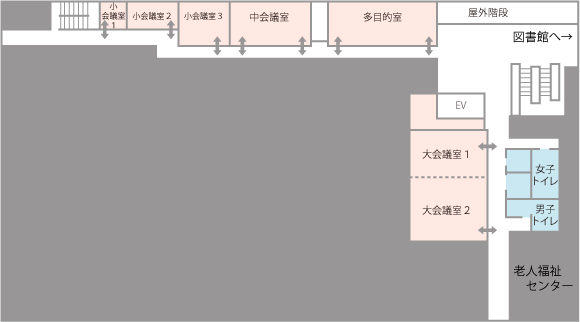 小
会議室
1
小会議室 2
小会議室 3
中会議室
多目的室
屋外階段
図書館へ→
EV
大会議室 1
大会議室 2
女子
トイレ
男子
トイレ
老人福祉
センター